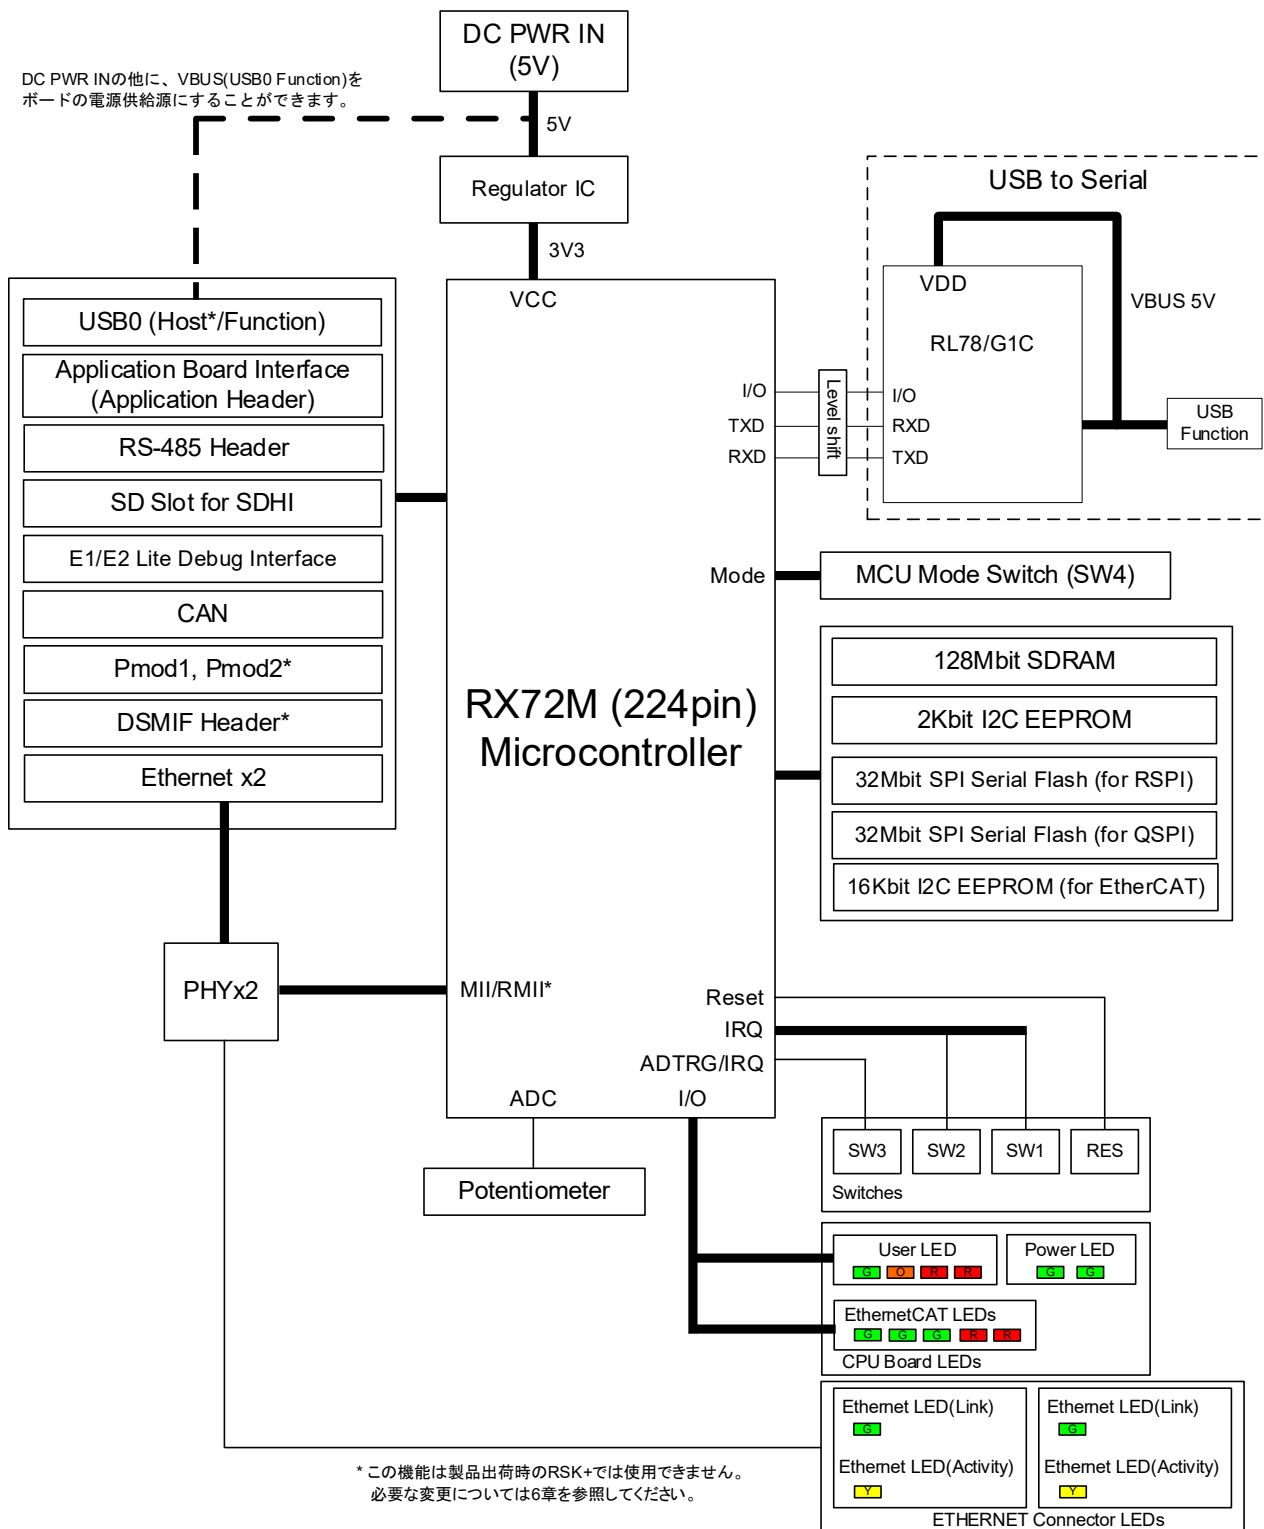 DC PWR IN
(5V)
DC PWR INの他に、VBUS(USB0 Function)を
ボードの電源供給源にすることができます。
5V
Regulator IC
3V3
USB to Serial
VDD
VBUS 5V
RL78/G1C
I/O
RXD
TXD
USB
Function
Level shift
I/O
TXD
RXD
VCC
USB0 (Host*/Function)
Application Board Interface
(Application Header)
RS-485 Header
SD Slot for SDHI
E1/E2 Lite Debug Interface
CAN
Pmod1, Pmod2*
DSMIF Header*
Ethernet x2
Mode
MCU Mode Switch (SW4)
RX72M (224pin)
Microcontroller
128Mbit SDRAM
2Kbit I2C EEPROM
32Mbit SPI Serial Flash (for RSPI)
32Mbit SPI Serial Flash (for QSPI)
16Kbit I2C EEPROM (for EtherCAT)
PHYx2
MII/RMII*
Reset
IRQ
ADTRG/IRQ
ADC
I/O
Potentiometer
SW3
SW2
SW1
RES
Switches
User LED
G O R R
Power LED
G G
EthernetCAT LEDs
G G G R R
CPU Board LEDs
Ethernet LED(Link)
G
Ethernet LED(Activity)
Y
Ethernet LED(Link)
G
Ethernet LED(Activity)
Y
ETHERNET Connector LEDs
* この機能は製品出荷時のRSK+では使用できません。
必要な変更については6章を参照してください。